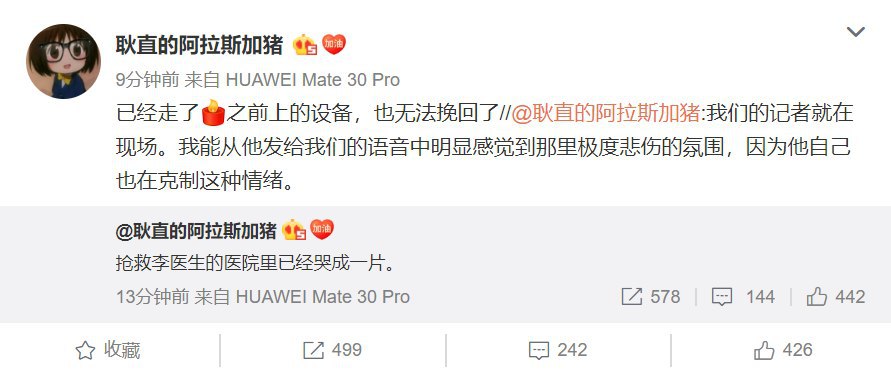 耿直的阿拉斯加猪 5 加油
9分钟前 来自 HUAWEI Mate 30 Pro
已经走了之前上的设备，也无法挽回了//@耿直的阿拉斯加猪:我们的记者就在
现场。我能从他发给我们的语音中明显感觉到那里极度悲伤的氛围，因为他自己
也在克制这种情绪。
@耿直的阿拉斯加猪 5 加油
抢救李医生的医院里已经哭成一片。
13分钟前 来自 HUAWEI Mate 30 Pro 578 144 442
收藏 499 242 426